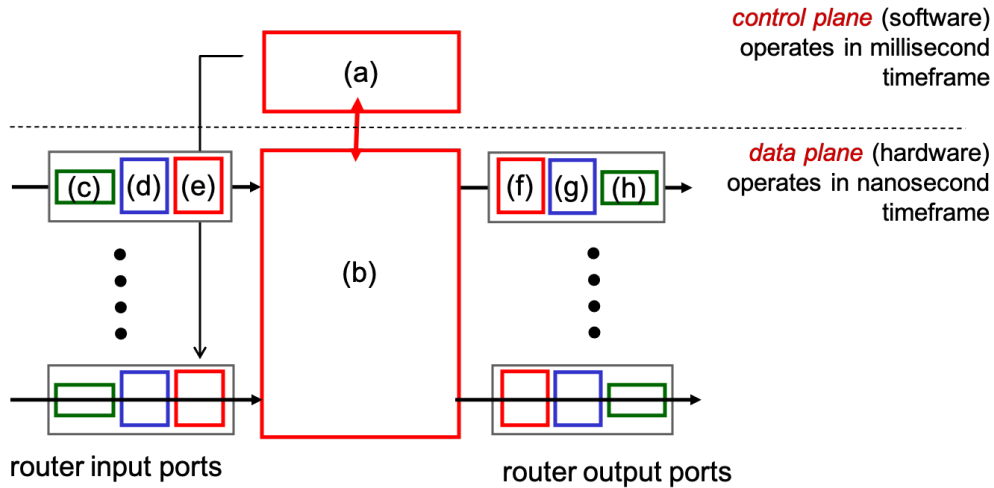 control plane (software)
operates in millisecond
timeframe
(a)
data plane (hardware)
operates in nanosecond
timeframe
(c) (d) (e) (f) (g) (h)
(b)
router input ports
router output ports